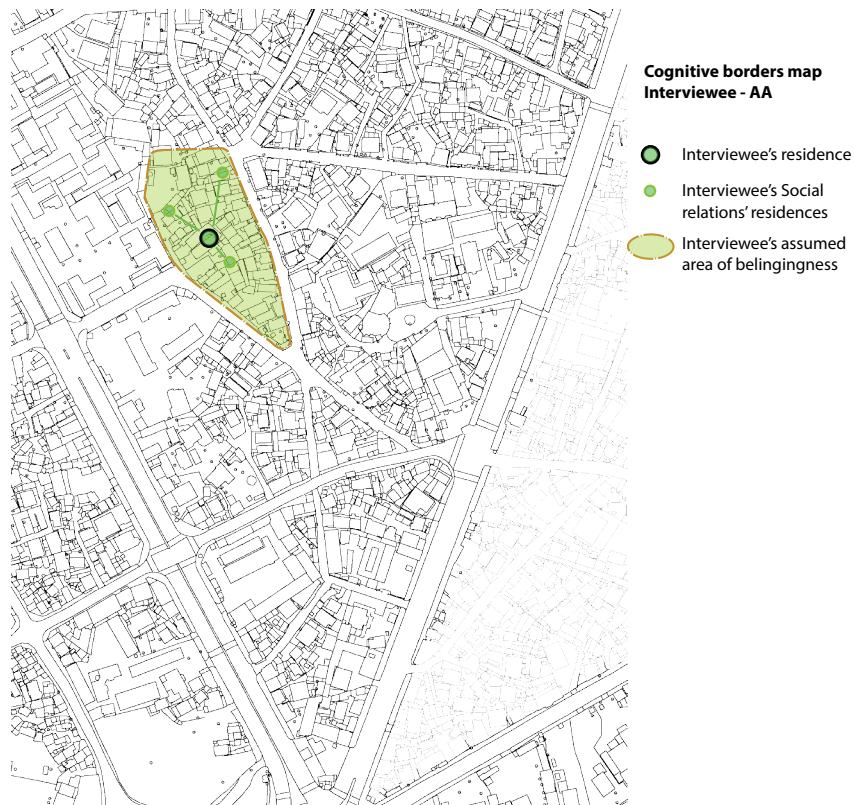 Cognitive borders map
Interviewee - AA
Interviewee's residence
Interviewee's Social
relations' residences
Interviewee's assumed
area of belingingness